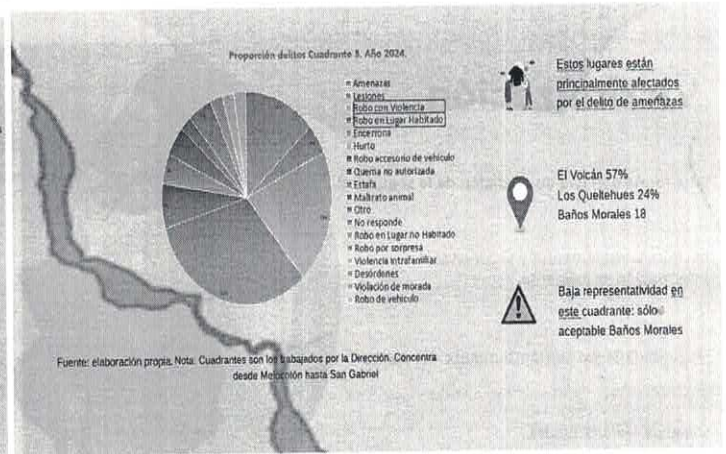 Proporción delitos Cuadrante 8. Año 2024.
Amenazas
Lesiones
Robo con Violencia
Robo en Lugar Habitado
Encerrona
Hurto
Robo accesorio de vehículo
Quema no autorizada
Estafa
Maltrato animal
Otro
No responde
Robo en Lugar no Habitado
Robo por sorpresa
Violencia intrafamiliar
Desórdenes
Violación de morada
Robo de vehículo
Fuente: elaboración propia. Nota: Cuadrantes son los trabajados por la Dirección. Concentra
desde Melocotón hasta San Gabriel
Estos lugares están
principalmente afectados
por el delito de amenazas
El Volcán 57%
Los Queltehues 24%
Baños Morales 18
Baja representatividad en
este cuadrante: sólo
aceptable Baños Morales